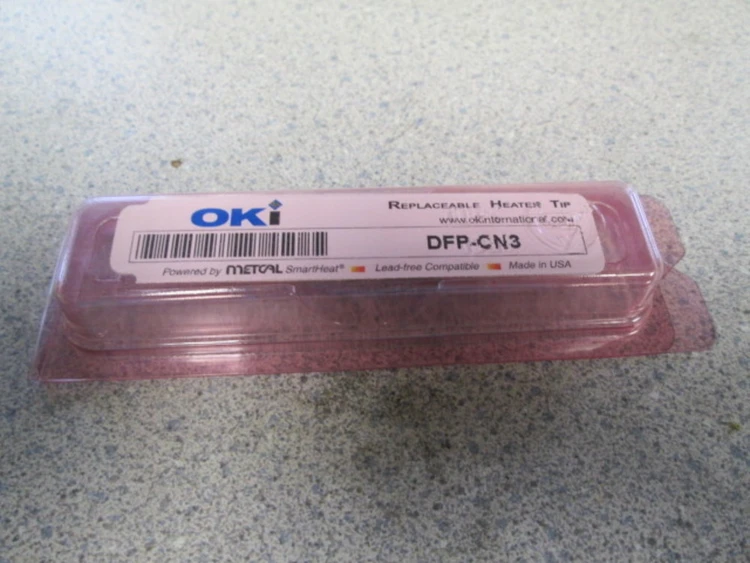 OKi
REPLACEABLE HEATER TIP
www.okinternational.com
DFP-CN3
Powered by METCAL SmartHeat® Lead-free Compatible Made in USA